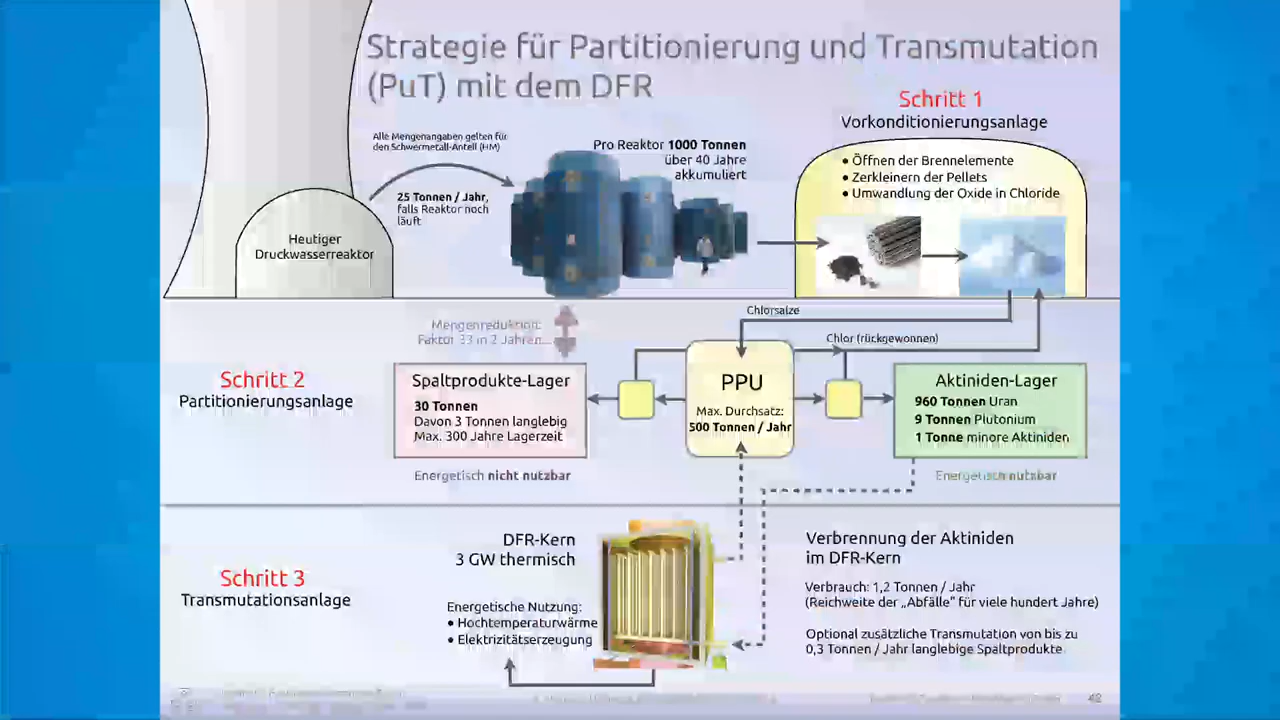 Strategie für Partitionierung und Transmutation
(PuT) mit dem DFR
Schritt 1
Vorkonditionierungsanlage
Alle Mengenangaben gelten für
den Schwermetall-Anteil (HM)
Pro Reaktor 1000 Tonnen
über 40 Jahre
akkumuliert
• Öffnen der Brennelemente
• Zerkleinern der Pellets
• Umwandlung der Oxide in Chloride
25 Tonnen / Jahr,
falls Reaktor noch
läuft
Heutiger
Druckwasserreaktor
Mengenreduktion:
Faktor 33 in 2 Jahren...
Chlorsalze
Chlor (rückgewonnen)
Schritt 2
Partitionierungsanlage
Spaltprodukte-Lager
30 Tonnen
Davon 3 Tonnen langlebig
Max. 300 Jahre Lagerzeit
Energetisch nicht nutzbar
PPU
Max. Durchsatz:
500 Tonnen / Jahr
Aktiniden-Lager
960 Tonnen Uran
9 Tonnen Plutonium
1 Tonne minore Aktiniden
Energetisch nutzbar
Schritt 3
Transmutationsanlage
DFR-Kern
3 GW thermisch
Energetische Nutzung:
• Hochtemperaturwärme
• Elektrizitätserzeugung
Verbrennung der Aktiniden
im DFR-Kern
Verbrauch: 1,2 Tonnen / Jahr
(Reichweite der „Abfälle“ für viele hundert Jahre)
Optional zusätzliche Transmutation von bis zu
0,3 Tonnen / Jahr langlebige Spaltprodukte